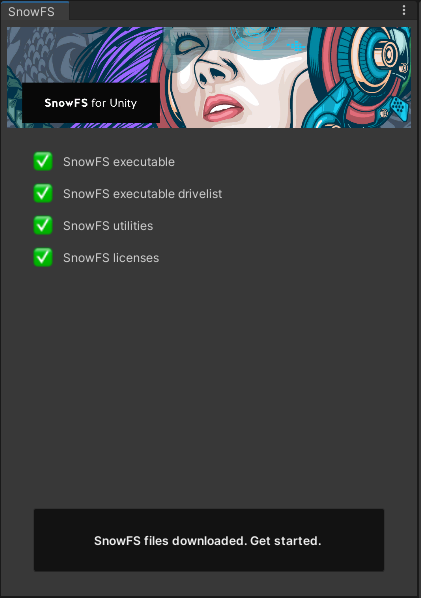 SnowFS
SnowFS for Unity
SnowFS executable
SnowFS executable drivelist
SnowFS utilities
SnowFS licenses
SnowFS files downloaded. Get started.